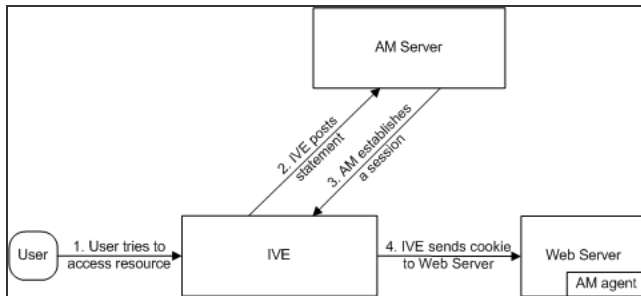 AM Server
2. IVE posts
statement
3. AM establishes
a session
User
1. User tries to
access resource
IVE
4. IVE sends cookie
to Web Server
Web Server
AM agent